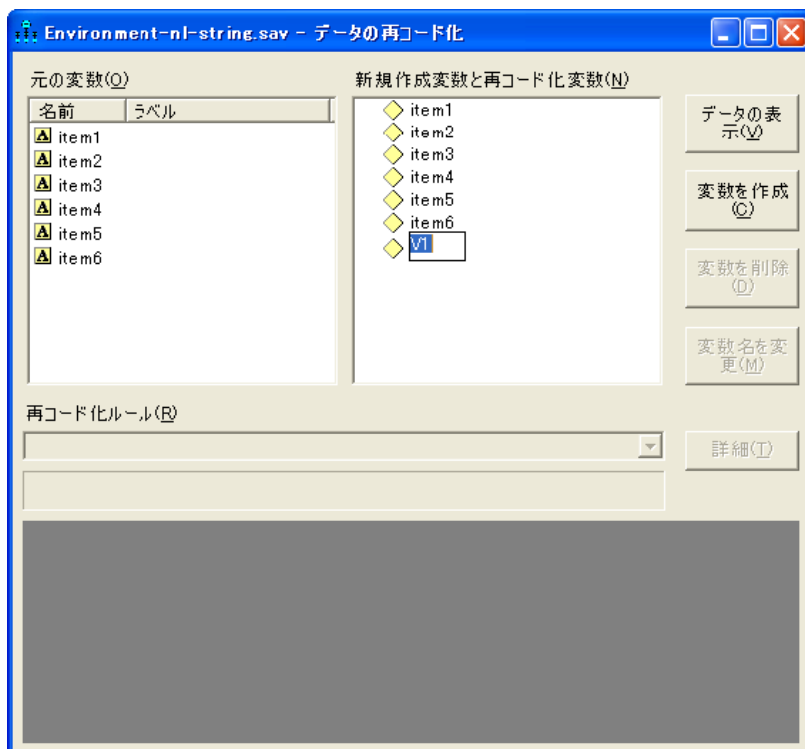 Environment-nl-string.sav - データの再コード化
元の変数(O)
名前 ラベル
item1
item2
item3
item4
item5
item6
新規作成変数と再コード化変数(N)
item1
item2
item3
item4
item5
item6
V1
データの表
示(V)
変数を作成
(C)
変数を削除
(D)
変数名を変
更(M)
再コード化ルール(R)
詳細(T)